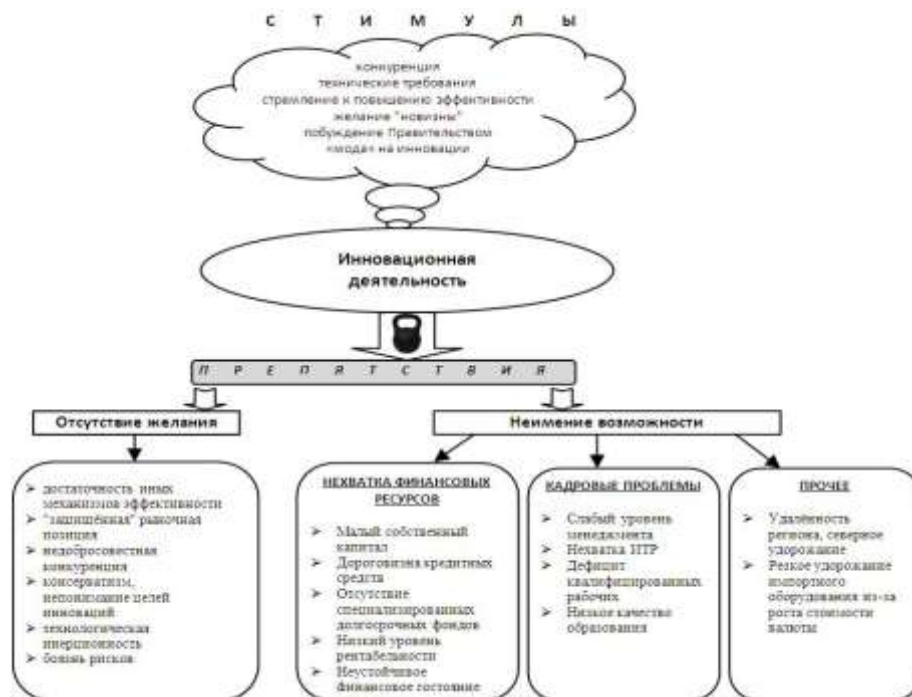 С Т И М У Л Ы
конкуренция
технические требования
стремление к повышению эффективности
желание "новизны"
побуждение Правительством
«мода» на инновации
Инновационная
деятельность
П Р Е П Я Т С Т В И Я
Отсутствие желания
Неимение возможности
достаточность иных
механизмов эффективности
"защищённая" рыночная
позиция
недобросовестная
конкуренция
консерватизм,
непонимание целей
инноваций
технологическая
инерционность
боязнь рисков
НЕХВАТКА ФИНАНСОВЫХ
РЕСУРСОВ
Малый собственный
капитал
Дороговизна кредитных
средств
Отсутствие
специализированных
долгосрочных фондов
Низкий уровень
рентабельности
Неустойчивое
финансовое состояние
КАДРОВЫЕ ПРОБЛЕМЫ
Слабый уровень
менеджмента
Нехватка ИТР
Дефицит
квалифицированных
рабочих
Низкое качество
образования
ПРОЧЕЕ
Удалённость
региона, северное
удорожание
Резкое удорожание
импортного
оборудования из-за
роста стоимости
валюты